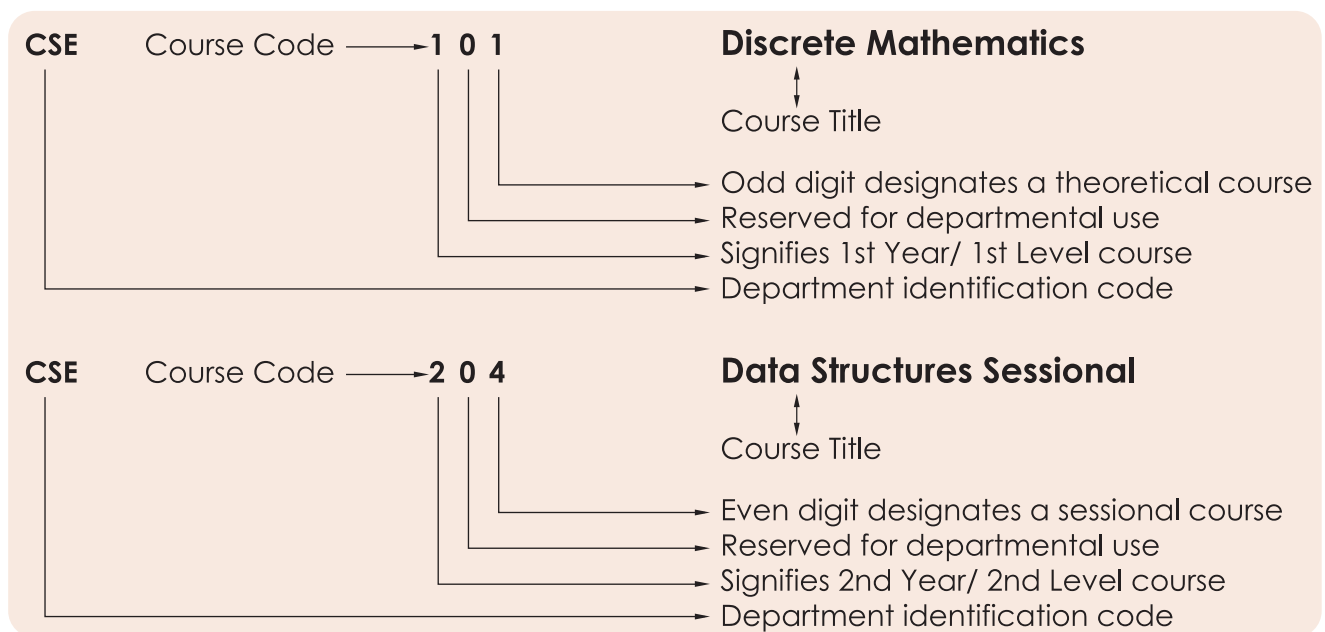 CSE Course Code 1 0 1 Discrete Mathematics
Course Title
Odd digit designates a theoretical course
Reserved for departmental use
Signifies 1st Year/ 1st Level course
Department identification code
CSE Course Code 2 0 4 Data Structures Sessional
Course Title
Even digit designates a sessional course
Reserved for departmental use
Signifies 2nd Year/ 2nd Level course
Department identification code